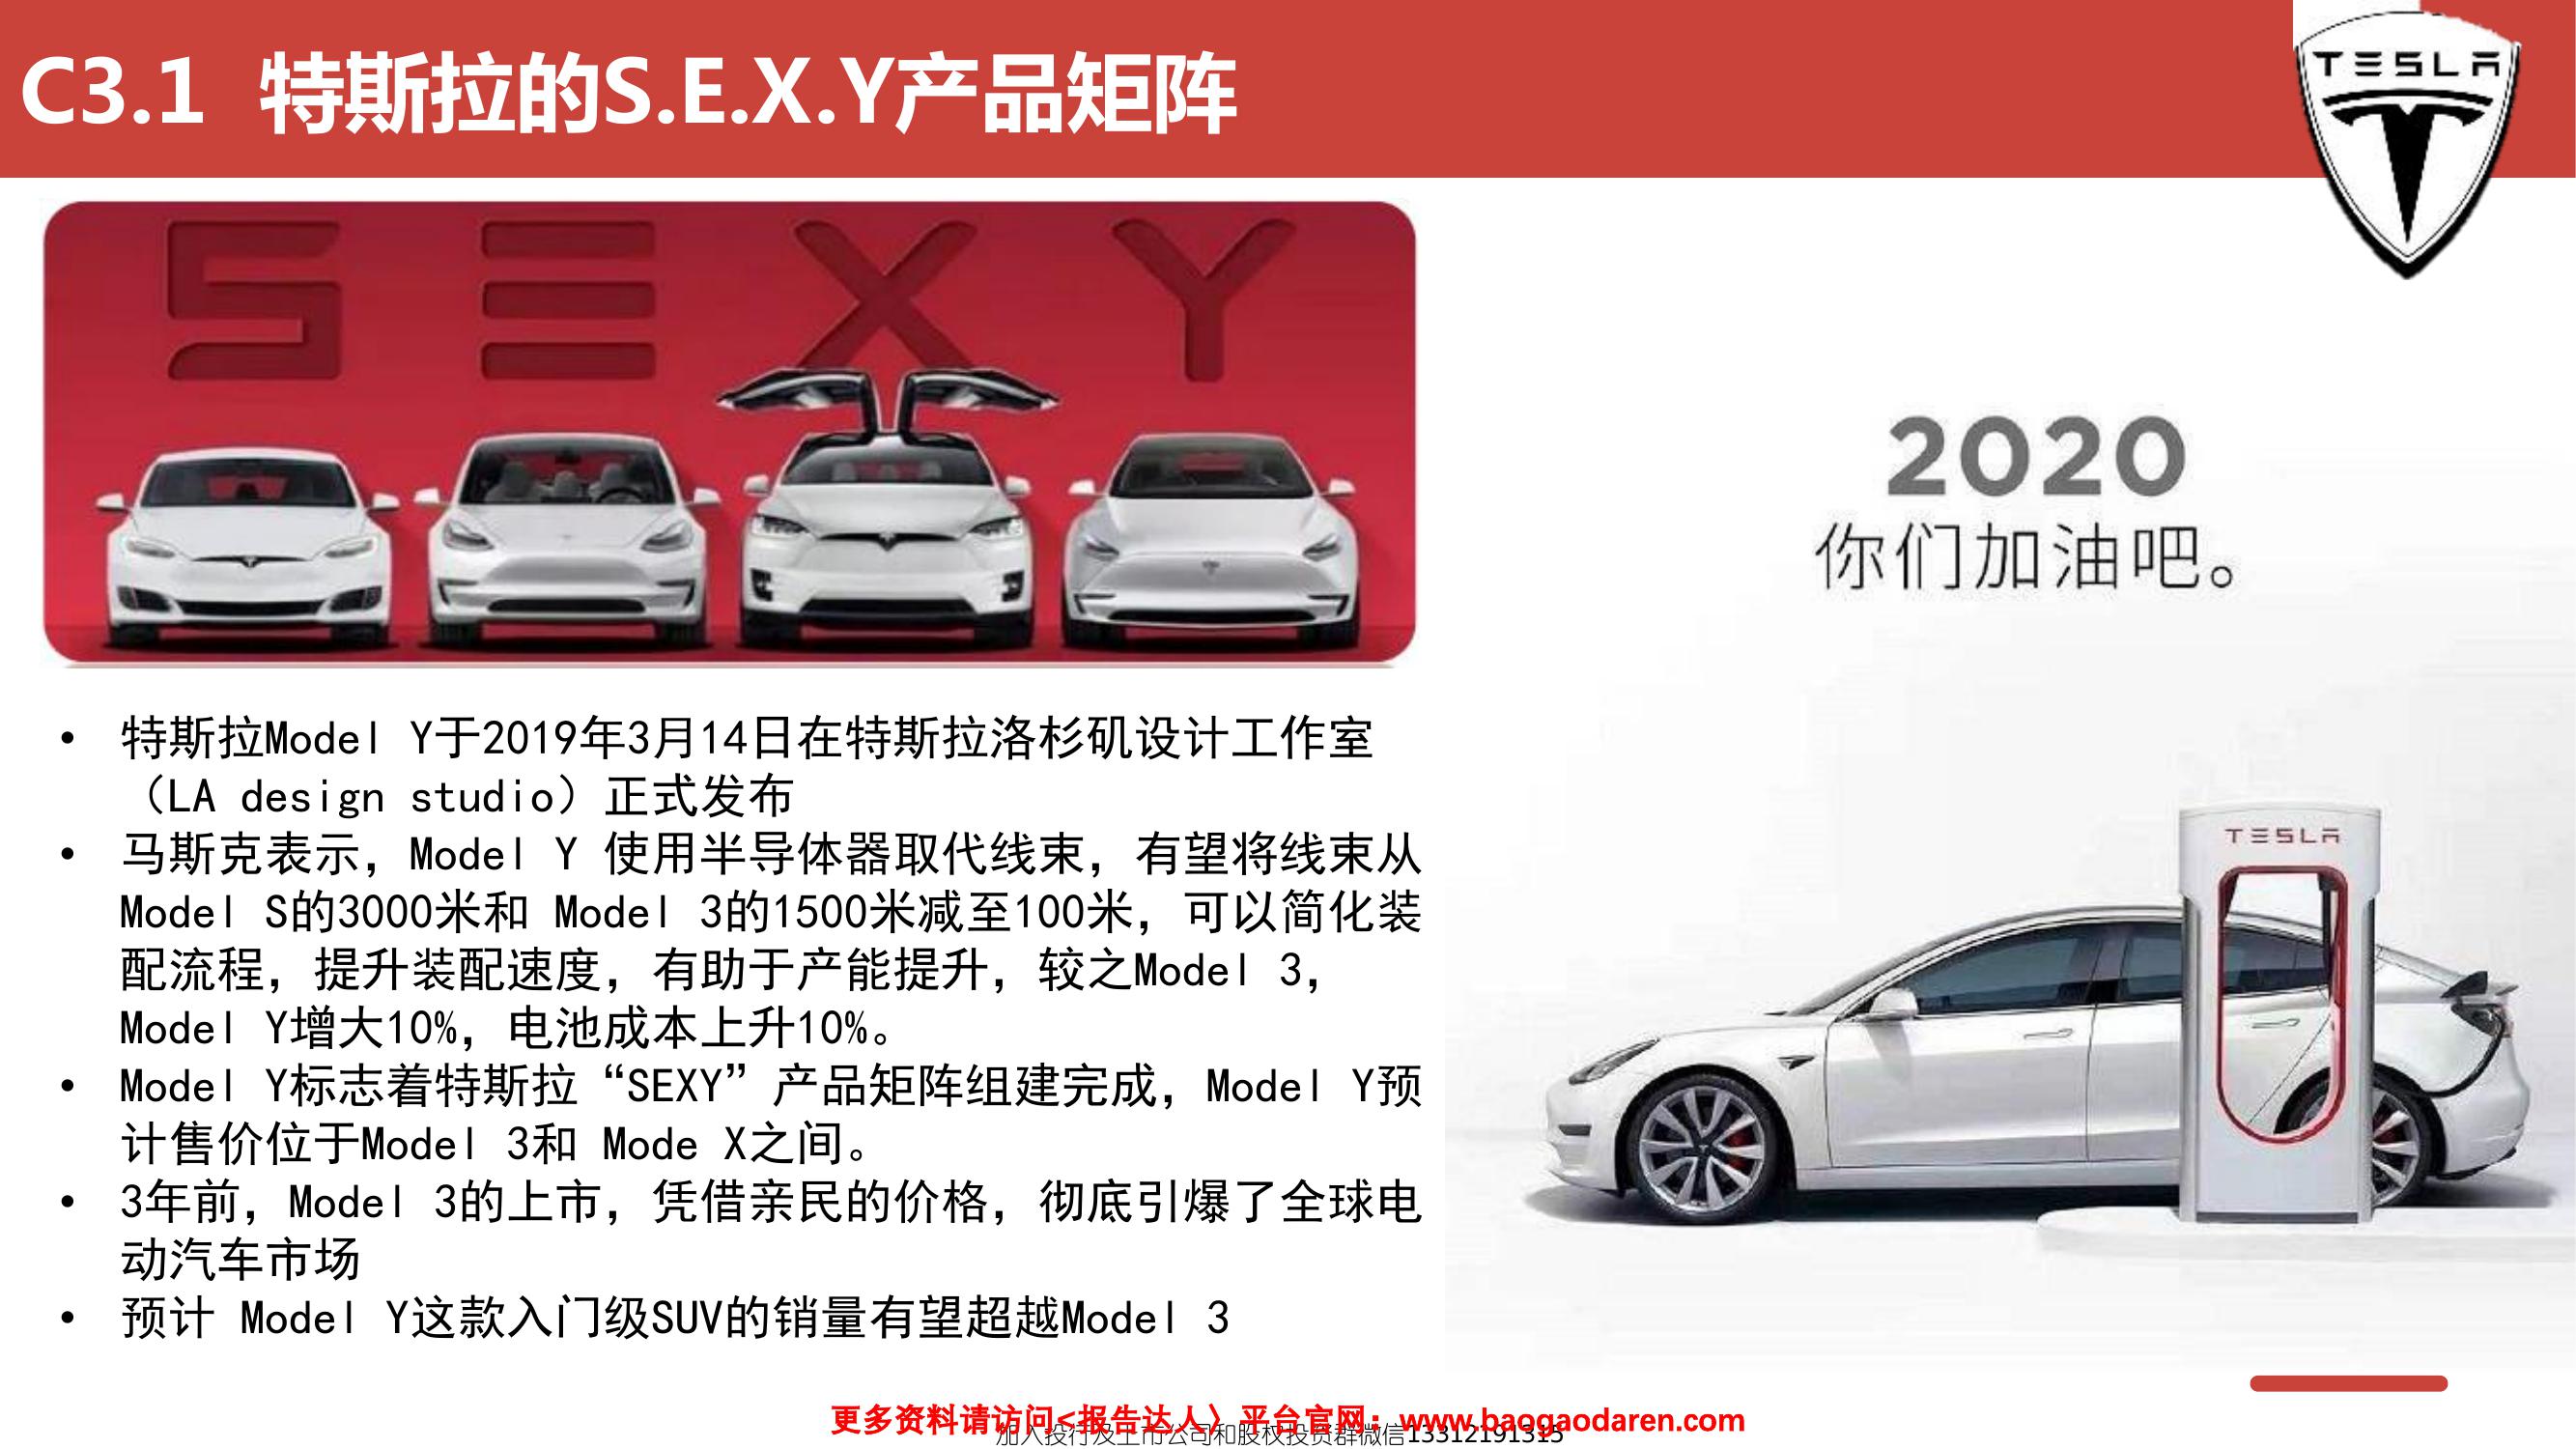 C3.1 特斯拉的S.E.X.Y产品矩阵
TESLA
S E X Y
2020
你们加油吧。
TESLA
• 特斯拉Model Y于2019年3月14日在特斯拉洛杉矶设计工作室
（LA design studio）正式发布
• 马斯克表示，Model Y 使用半导体器取代线束，有望将线束从
Model S的3000米和 Model 3的1500米减至100米，可以简化装
配流程，提升装配速度，有助于产能提升，较之Model 3，
Model Y增大10%，电池成本上升10%。
• Model Y标志着特斯拉“SEXY”产品矩阵组建完成，Model Y预
计售价位于Model 3和 Mode X之间。
• 3年前，Model 3的上市，凭借亲民的价格，彻底引爆了全球电
动汽车市场
• 预计 Model Y这款入门级SUV的销量有望超越Model 3
更多资料请访问<报告达人〉平台官网：www.baogaodaren.com
加入投行及上市公司和股权投资群微信13312191315